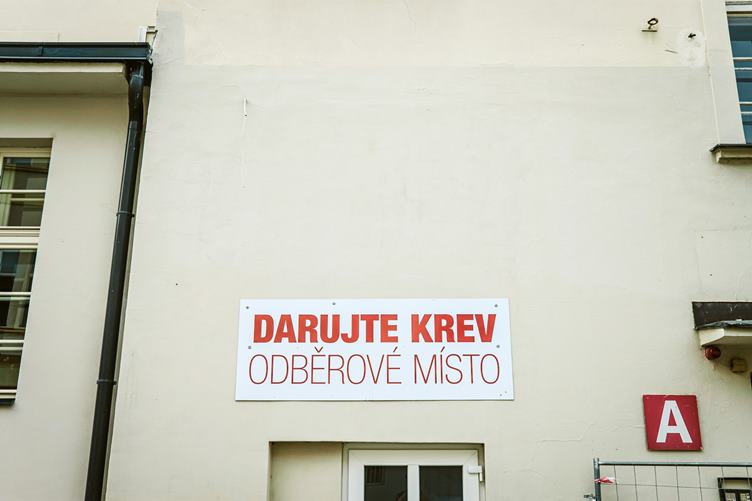 DARUJTE KREV
ODBĚROVÉ MÍSTO
A